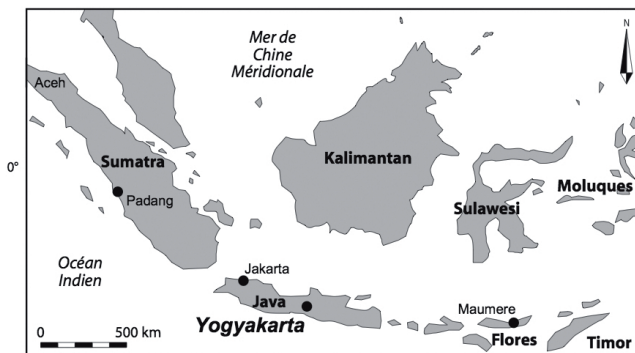 Mer de
Chine
Méridionale
N
Aceh
Sumatra
Kalimantan
0°
Padang
Moluques
Sulawesi
Océan
Indien
Jakarta
Java
Maumere
Yogyakarta
Flores
Timor
0 500 km